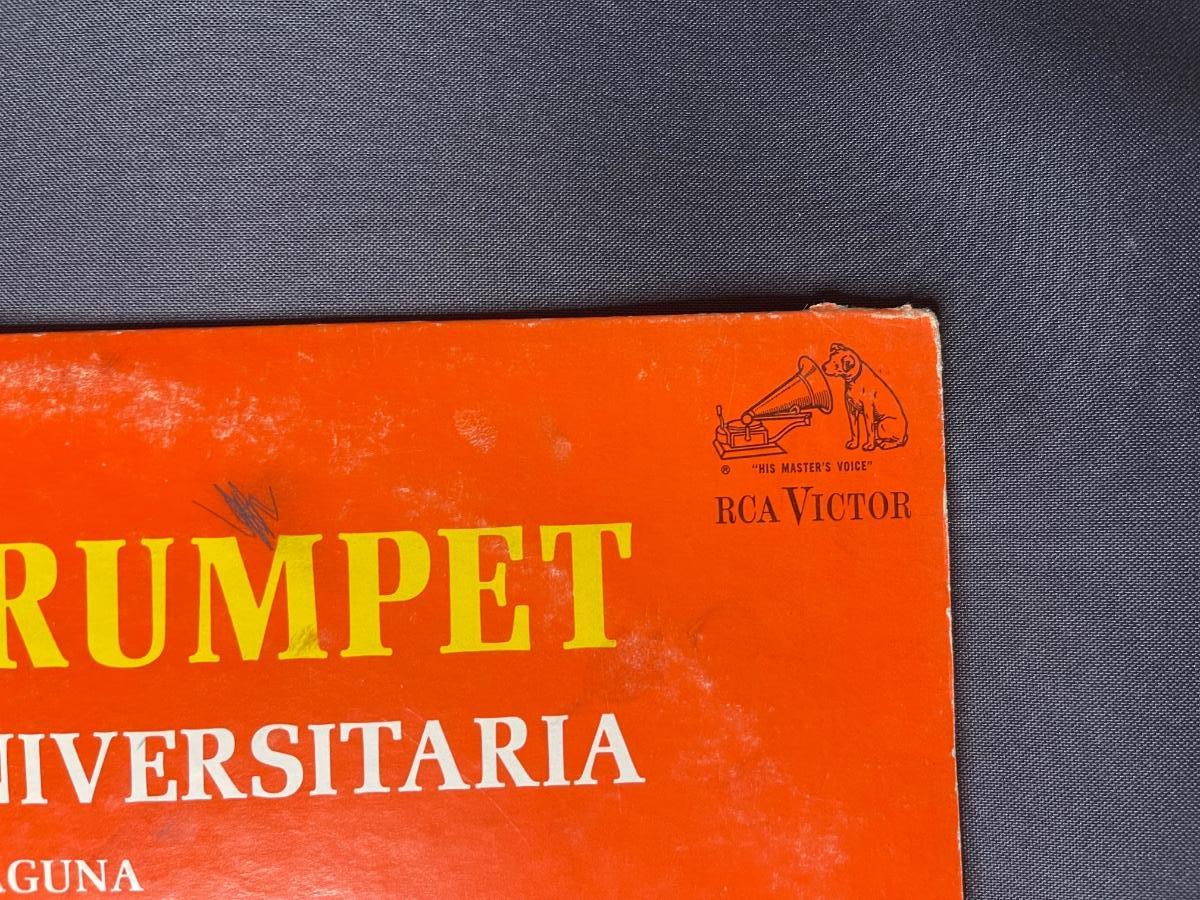 ® "HIS MASTER'S VOICE"
RCA VICTOR
RUMPET
NIVERSITARIA
AGUNA